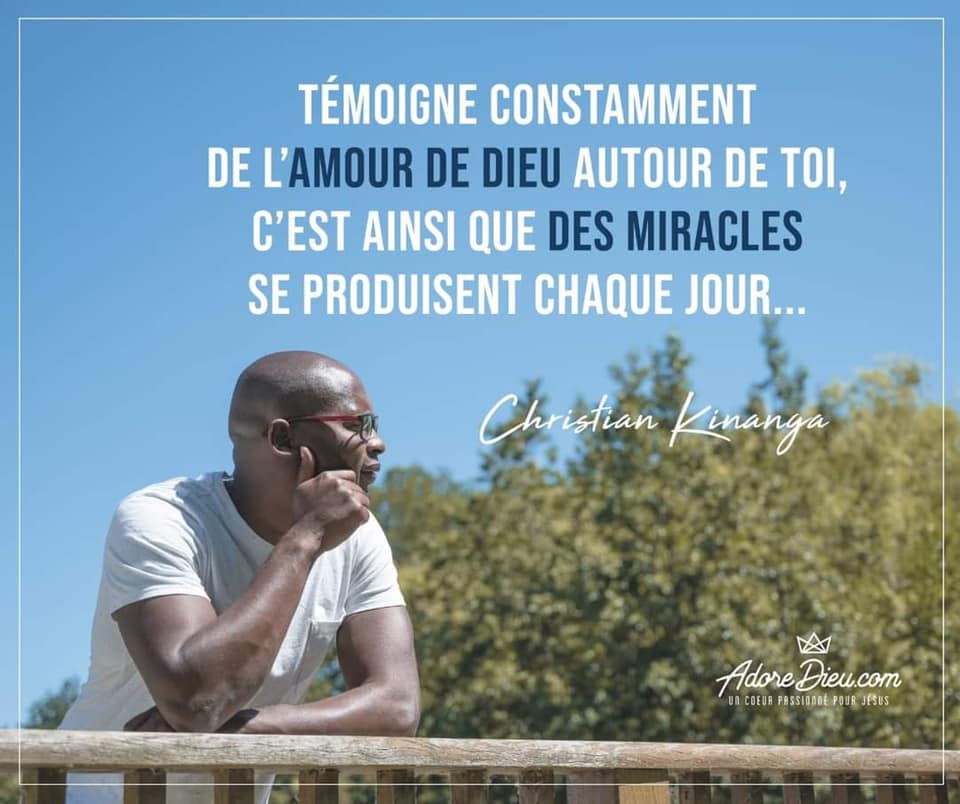 TÉMOIGNE CONSTAMMENT
DE L'AMOUR DE DIEU AUTOUR DE TOI,
C'EST AINSI QUE DES MIRACLES
SE PRODUISENT CHAQUE JOUR...
Christian Kinanga
AdoreDieu.com
UN COEUR PASSIONNÉ POUR JÉSUS